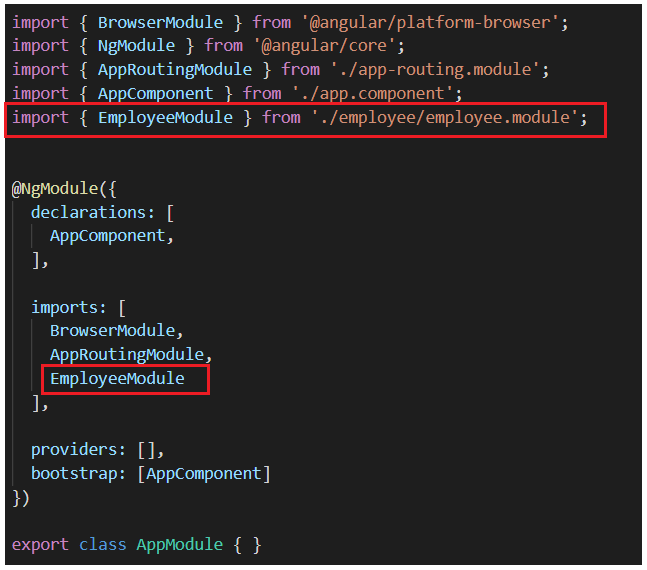 import { BrowserModule } from '@angular/platform-browser';
import { NgModule } from '@angular/core';
import { AppRoutingModule } from './app-routing.module';
import { AppComponent } from './app.component';
import { EmployeeModule } from './employee/employee.module';
@NgModule({
declarations: [
AppComponent,
],
imports: [
BrowserModule,
AppRoutingModule,
EmployeeModule
],
providers: [],
bootstrap: [AppComponent]
})
export class AppModule { }